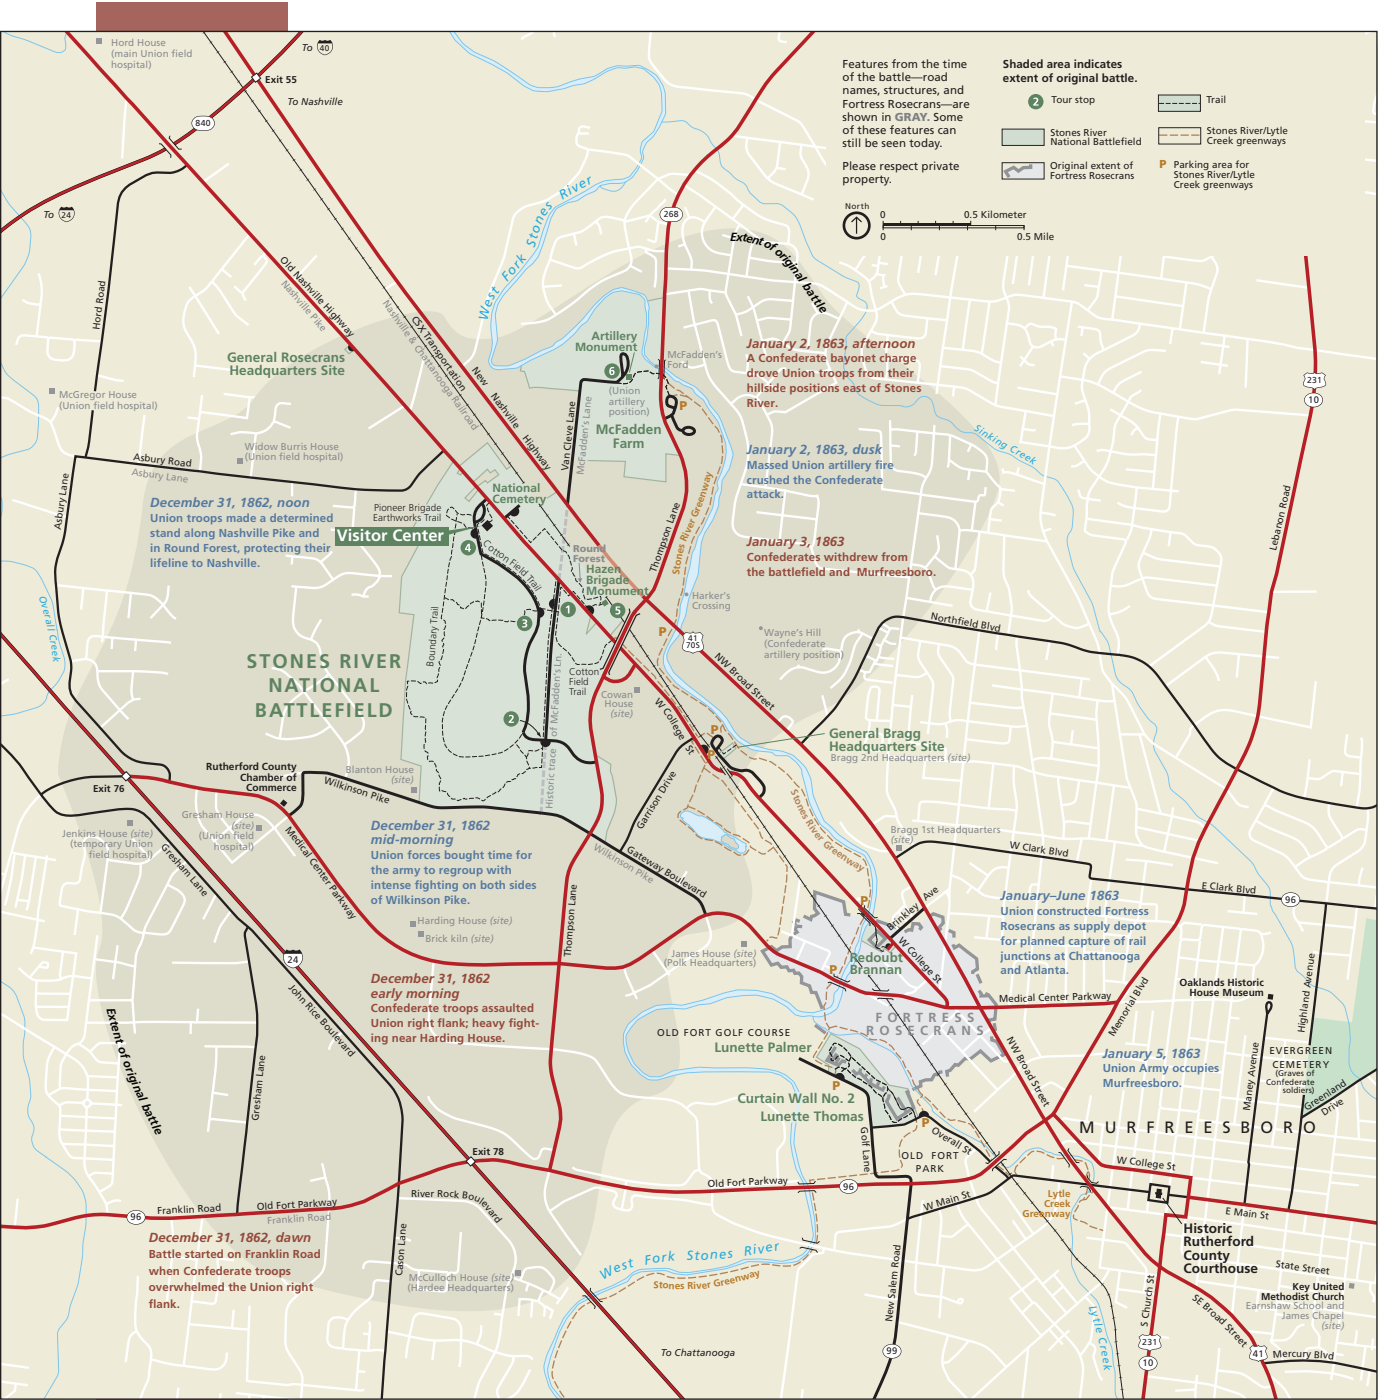 Hord House
(main Union field
hospital)
To 40
Exit 55
To Nashville
840
To 24
Features from the time
of the battle—road
names, structures, and
Fortress Rosecrans—are
shown in GRAY. Some
of these features can
still be seen today.
Please respect private
property.
Shaded area indicates
extent of original battle.
2 Tour stop
Trail
Stones River
National Battlefield
Stones River/Lytle
Creek greenways
Original extent of
Fortress Rosecrans
P Parking area for
Stones River/Lytle
Creek greenways
North
0 0.5 Kilometer
0 0.5 Mile
268
West Fork Stones River
Extent of original battle
Hord Road
Old Nashville Highway
Nashville Pike
CSX Transportation
Nashville & Chattanooga Railroad
New Nashville Highway
General Rosecrans
Headquarters Site
Artillery
Monument
6
(Union
artillery
position)
McFadden's
Ford
P
McFadden
Farm
Van Cleve Lane
McFadden's Lane
January 2, 1863, afternoon
A Confederate bayonet charge
drove Union troops from their
hillside positions east of Stones
River.
231
10
McGregor House
(Union field hospital)
Widow Burris House
(Union field hospital)
Asbury Road
Asbury Lane
Asbury Lane
Sinking Creek
January 2, 1863, dusk
Massed Union artillery fire
crushed the Confederate
attack.
December 31, 1862, noon
Union troops made a determined
stand along Nashville Pike and
in Round Forest, protecting their
lifeline to Nashville.
National
Cemetery
Pioneer Brigade
Earthworks Trail
Visitor Center
4
Cotton Field Trail
Round
Forest
Hazen
Brigade
Monument
1
5
3
Thompson Lane
Stones River Greenway
Lebanon Road
January 3, 1863
Confederates withdrew from
the battlefield and Murfreesboro.
Harker's
Crossing
Overall Creek
Boundary Trail
P
41
70S
Wayne's Hill
(Confederate
artillery position)
Northfield Blvd
STONES RIVER
NATIONAL
BATTLEFIELD
Cotton
Field
Trail
Cowan
House
(site)
NW Broad Street
W College St
2
Historic trace of McFadden's Ln.
P
P
General Bragg
Headquarters Site
Bragg 2nd Headquarters (site)
Exit 76
Rutherford County
Chamber of
Commerce
Blanton House
(site)
Wilkinson Pike
Garrison Drive
Jenkins House (site)
(temporary Union
field hospital)
Gresham House
(site)
(Union field
hospital)
Gresham Lane
Medical Center Parkway
December 31, 1862
mid-morning
Union forces bought time for
the army to regroup with
intense fighting on both sides
of Wilkinson Pike.
Wilkinson Pike
Gateway Boulevard
Stones River Greenway
Bragg 1st Headquarters
(site)
W Clark Blvd
E Clark Blvd
96
Harding House (site)
Brick kiln (site)
Thompson Lane
24
P
Brinkley Ave
January–June 1863
Union constructed Fortress
Rosecrans as supply depot
for planned capture of rail
junctions at Chattanooga
and Atlanta.
James House (site)
(Polk Headquarters)
Redoubt
Brannan
W College St
P
Medical Center Parkway
Memorial Blvd
Oaklands Historic
House Museum
Highland Avenue
December 31, 1862
early morning
Confederate troops assaulted
Union right flank; heavy fight-
ing near Harding House.
John Rice Boulevard
Extent of original battle
FORTRESS
ROSECRANS
OLD FORT GOLF COURSE
Lunette Palmer
NW Broad Street
January 5, 1863
Union Army occupies
Murfreesboro.
Maney Avenue
EVERGREEN
CEMETERY
(Graves of
Confederate
soldiers)
Greenland
Drive
Gresham Lane
P
Curtain Wall No. 2
Lunette Thomas
P
Golf Lane
Overall St
OLD FORT
PARK
MURFREESBORO
Exit 78
Old Fort Parkway
96
W Main St
W College St
E Main St
Lytle
Creek
Greenway
96
Franklin Road
Old Fort Parkway
Franklin Road
River Rock Boulevard
Cason Lane
December 31, 1862, dawn
Battle started on Franklin Road
when Confederate troops
overwhelmed the Union right
flank.
McCulloch House (site)
(Hardee Headquarters)
West Fork Stones River
Stones River Greenway
New Salem Road
99
To Chattanooga
Historic
Rutherford
County
Courthouse
State Street
Key United
Methodist Church
Earnshaw School and
James Chapel
(site)
Lytle Creek
S Church St
231
10
SE Broad Street
41
Mercury Blvd